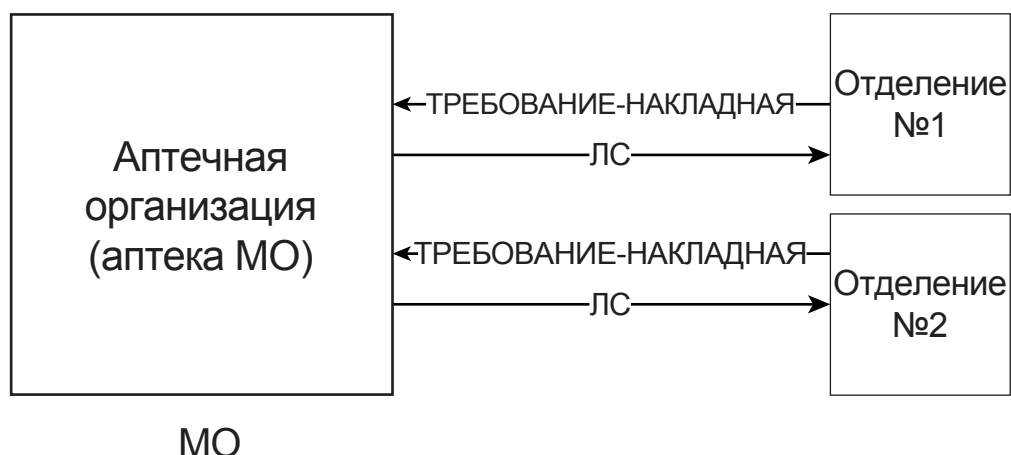 Аптечная
организация
(аптека МО)
ТРЕБОВАНИЕ-НАКЛАДНАЯ
ЛС
ТРЕБОВАНИЕ-НАКЛАДНАЯ
ЛС
Отделение
№1
Отделение
№2
МО